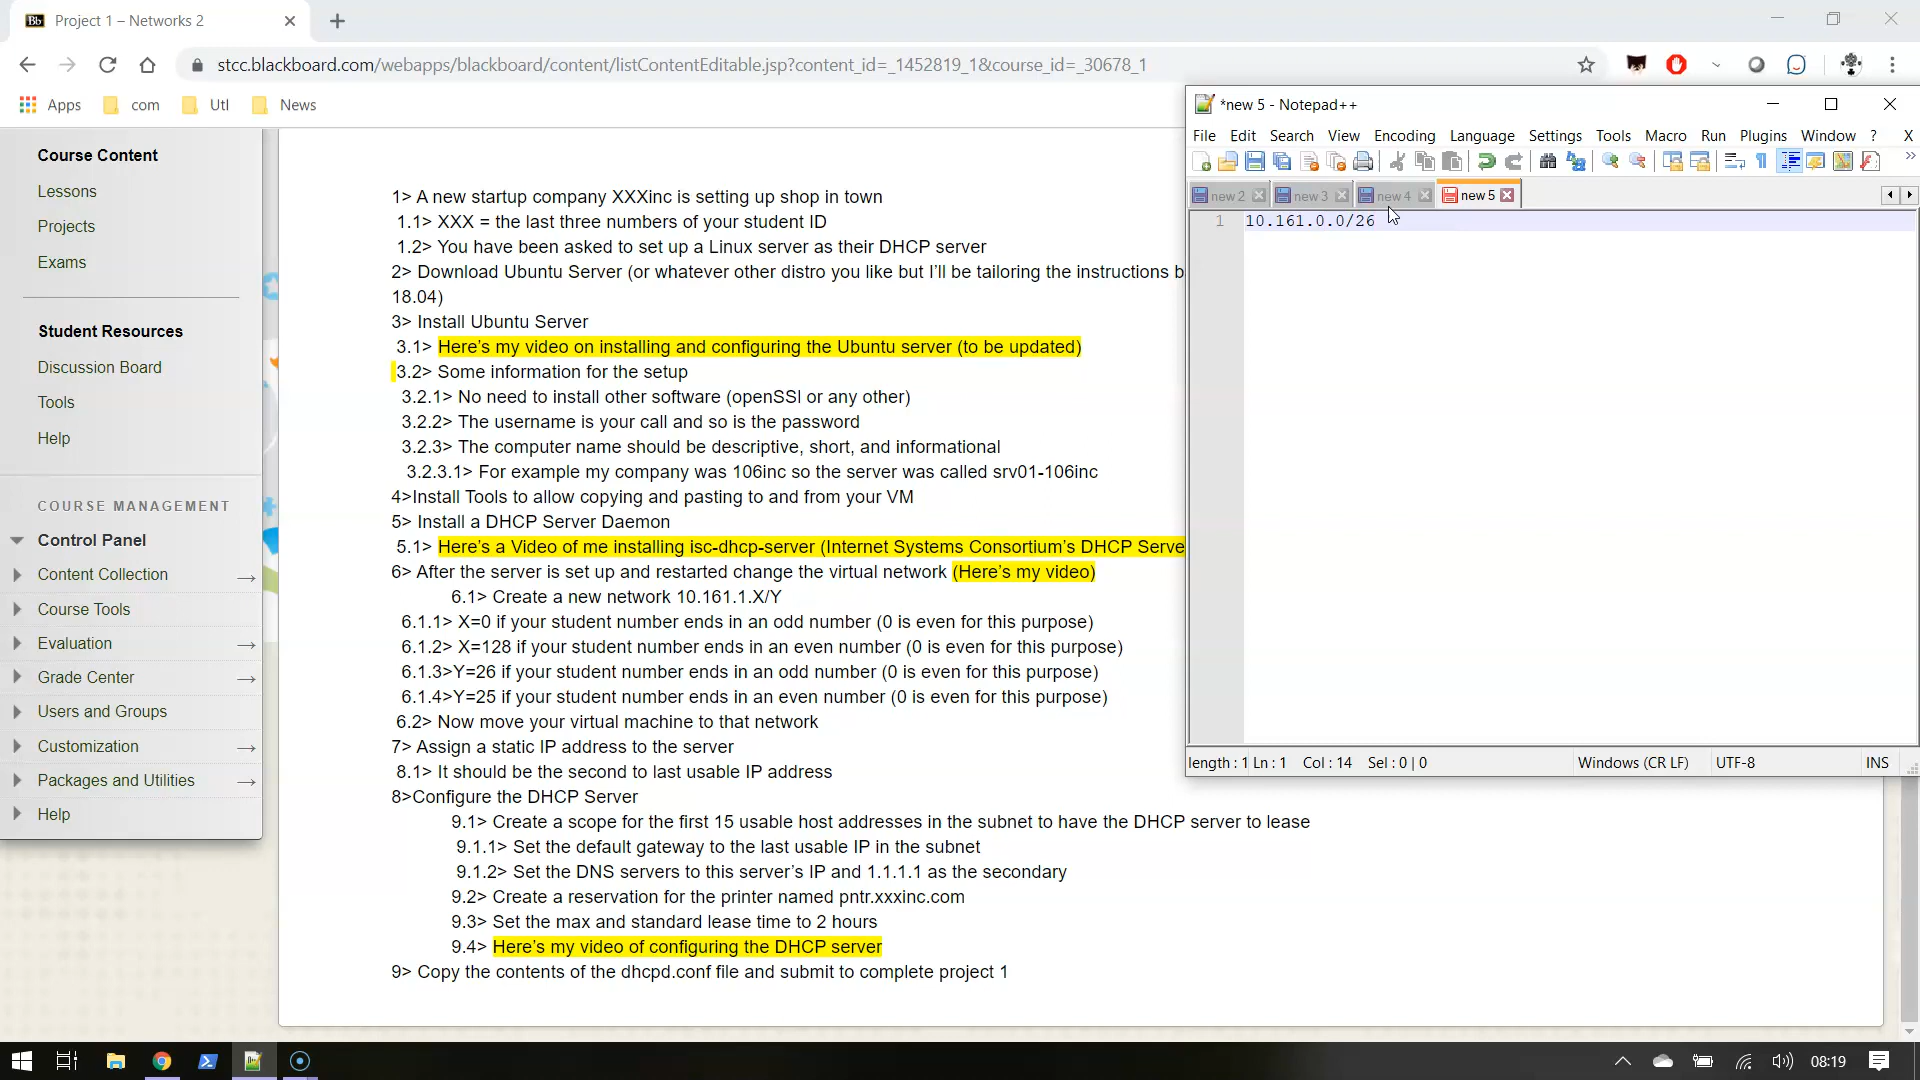 Project 1 – Networks 2
stcc.blackboard.com/webapps/blackboard/content/listContentEditable.jsp?content_id=_1452819_1&course_id=_30678_1
Apps
com
Utl
News
Course Content
Lessons
Projects
Exams
Student Resources
Discussion Board
Tools
Help
COURSE MANAGEMENT
Control Panel
Content Collection
Course Tools
Evaluation
Grade Center
Users and Groups
Customization
Packages and Utilities
Help
1> A new startup company XXXinc is setting up shop in town
1.1> XXX = the last three numbers of your student ID
1.2> You have been asked to set up a Linux server as their DHCP server
2> Download Ubuntu Server (or whatever other distro you like but I'll be tailoring the instructions b
18.04)
3> Install Ubuntu Server
3.1> Here's my video on installing and configuring the Ubuntu server (to be updated)
3.2> Some information for the setup
3.2.1> No need to install other software (openSSl or any other)
3.2.2> The username is your call and so is the password
3.2.3> The computer name should be descriptive, short, and informational
3.2.3.1> For example my company was 106inc so the server was called srv01-106inc
4>Install Tools to allow copying and pasting to and from your VM
5> Install a DHCP Server Daemon
5.1> Here's a Video of me installing isc-dhcp-server (Internet Systems Consortium's DHCP Serve
6> After the server is set up and restarted change the virtual network (Here's my video)
6.1> Create a new network 10.161.1.X/Y
6.1.1> X=0 if your student number ends in an odd number (0 is even for this purpose)
6.1.2> X=128 if your student number ends in an even number (0 is even for this purpose)
6.1.3>Y=26 if your student number ends in an odd number (0 is even for this purpose)
6.1.4>Y=25 if your student number ends in an even number (0 is even for this purpose)
6.2> Now move your virtual machine to that network
7> Assign a static IP address to the server
8.1> It should be the second to last usable IP address
8>Configure the DHCP Server
9.1> Create a scope for the first 15 usable host addresses in the subnet to have the DHCP server to lease
9.1.1> Set the default gateway to the last usable IP in the subnet
9.1.2> Set the DNS servers to this server's IP and 1.1.1.1 as the secondary
9.2> Create a reservation for the printer named pntr.xxxinc.com
9.3> Set the max and standard lease time to 2 hours
9.4> Here's my video of configuring the DHCP server
9> Copy the contents of the dhcpd.conf file and submit to complete project 1
*new 5 - Notepad++
File Edit Search View Encoding Language Settings Tools Macro Run Plugins Window ? X
new 2 new 3 new 4 new 5
1 10.161.0.0/26
length : 1 Ln : 1 Col : 14 Sel : 0 | 0 Windows (CR LF) UTF-8 INS
08:19